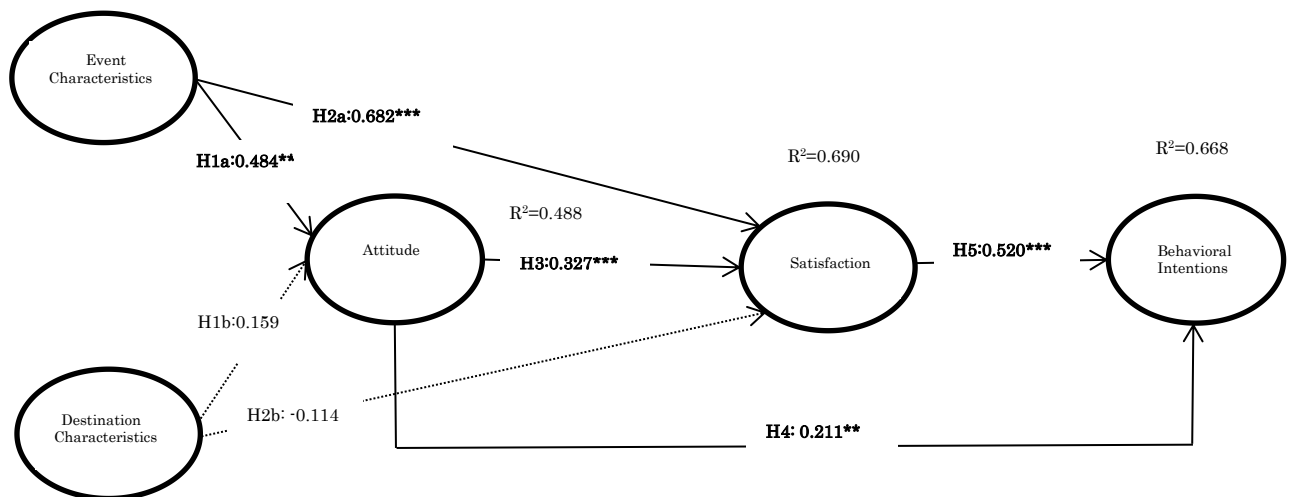 Event
Characteristics
H2a:0.682***
H1a:0.484**
R²=0.690
R²=0.668
R²=0.488
Attitude
H3:0.327***
Satisfaction
H5:0.520***
Behavioral
Intentions
H1b:0.159
H2b: -0.114
Destination
Characteristics
H4: 0.211**